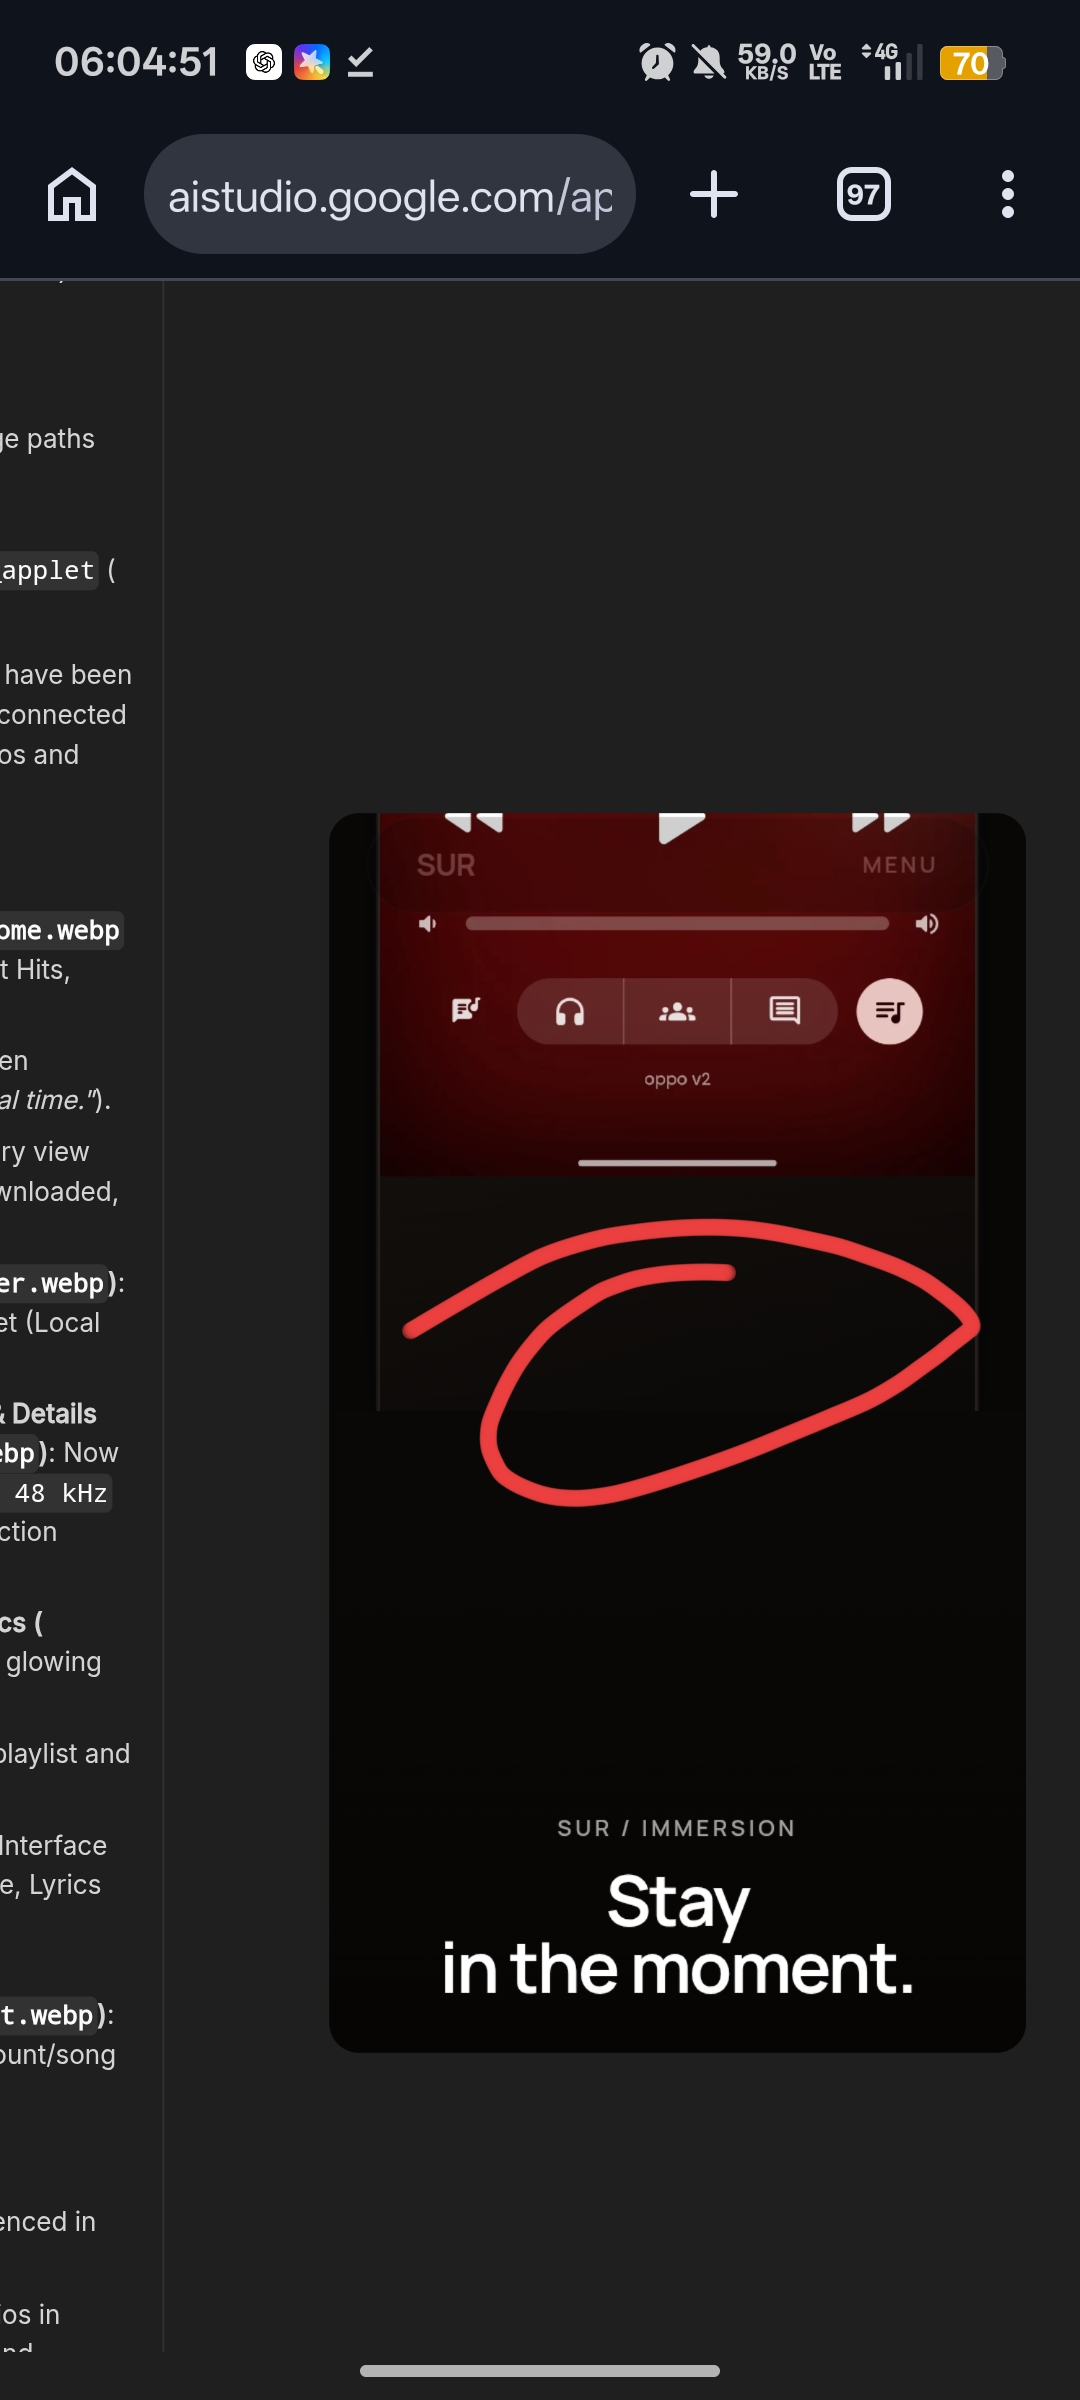 06:04:51
59.0 KB/S
Vo LTE
4G
70
aistudio.google.com/ap
97
ge paths
_applet (
have been
connected
os and
ome.webp
t Hits,
en
al time.").
ry view
wnloaded,
er.webp):
et (Local
& Details
ebp): Now
48 kHz
ction
cs (
glowing
playlist and
Interface
e, Lyrics
t.webp):
ount/song
enced in
ios in
SUR
MENU
oppo v2
SUR / IMMERSION
Stay
in the moment.